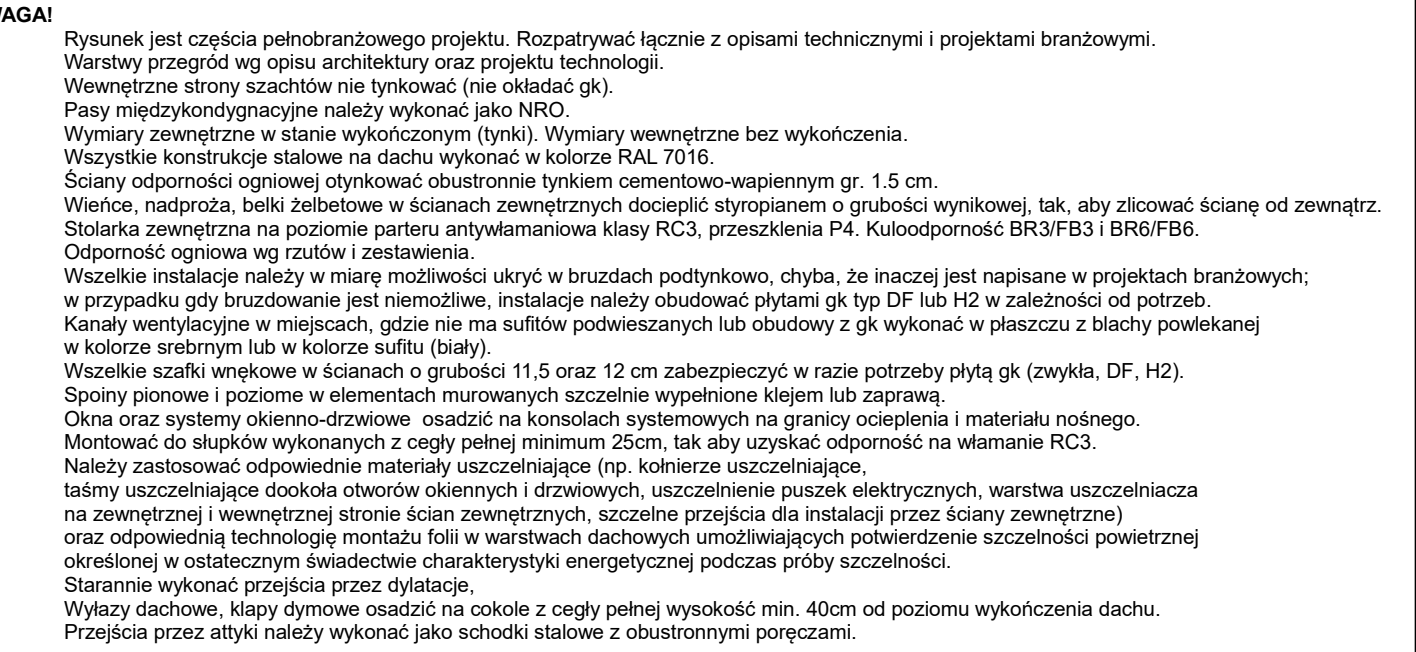 WAGA!
Rysunek jest częścia pełnobranżowego projektu. Rozpatrywać łącznie z opisami technicznymi i projektami branżowymi.
Warstwy przegród wg opisu architektury oraz projektu technologii.
Wewnętrzne strony szachtów nie tynkować (nie okładać gk).
Pasy międzykondygnacyjne należy wykonać jako NRO.
Wymiary zewnętrzne w stanie wykończonym (tynki). Wymiary wewnętrzne bez wykończenia.
Wszystkie konstrukcje stalowe na dachu wykonać w kolorze RAL 7016.
Ściany odporności ogniowej otynkować obustronnie tynkiem cementowo-wapiennym gr. 1.5 cm.
Wieńce, nadproża, belki żelbetowe w ścianach zewnętrznych docieplić styropianem o grubości wynikowej, tak, aby zlicować ścianę od zewnątrz.
Stolarka zewnętrzna na poziomie parteru antywłamaniowa klasy RC3, przeszklenia P4. Kuloodporność BR3/FB3 i BR6/FB6.
Odporność ogniowa wg rzutów i zestawienia.
Wszelkie instalacje należy w miarę możliwości ukryć w bruzdach podtynkowo, chyba, że inaczej jest napisane w projektach branżowych;
w przypadku gdy bruzdowanie jest niemożliwe, instalacje należy obudować płytami gk typ DF lub H2 w zależności od potrzeb.
Kanały wentylacyjne w miejscach, gdzie nie ma sufitów podwieszanych lub obudowy z gk wykonać w płaszczu z blachy powlekanej
w kolorze srebrnym lub w kolorze sufitu (biały).
Wszelkie szafki wnękowe w ścianach o grubości 11,5 oraz 12 cm zabezpieczyć w razie potrzeby płytą gk (zwykła, DF, H2).
Spoiny pionowe i poziome w elementach murowanych szczelnie wypełnione klejem lub zaprawą.
Okna oraz systemy okienno-drzwiowe osadzić na konsolach systemowych na granicy ocieplenia i materiału nośnego.
Montować do słupków wykonanych z cegły pełnej minimum 25cm, tak aby uzyskać odporność na włamanie RC3.
Należy zastosować odpowiednie materiały uszczelniające (np. kołnierze uszczelniające,
taśmy uszczelniające dookoła otworów okiennych i drzwiowych, uszczelnienie puszek elektrycznych, warstwa uszczelniacza
na zewnętrznej i wewnętrznej stronie ścian zewnętrznych, szczelne przejścia dla instalacji przez ściany zewnętrzne)
oraz odpowiednią technologię montażu folii w warstwach dachowych umożliwiających potwierdzenie szczelności powietrznej
określonej w ostatecznym świadectwie charakterystyki energetycznej podczas próby szczelności.
Starannie wykonać przejścia przez dylatacje,
Wyłazy dachowe, klapy dymowe osadzić na cokole z cegły pełnej wysokość min. 40cm od poziomu wykończenia dachu.
Przejścia przez attyki należy wykonać jako schodki stalowe z obustronnymi poręczami.